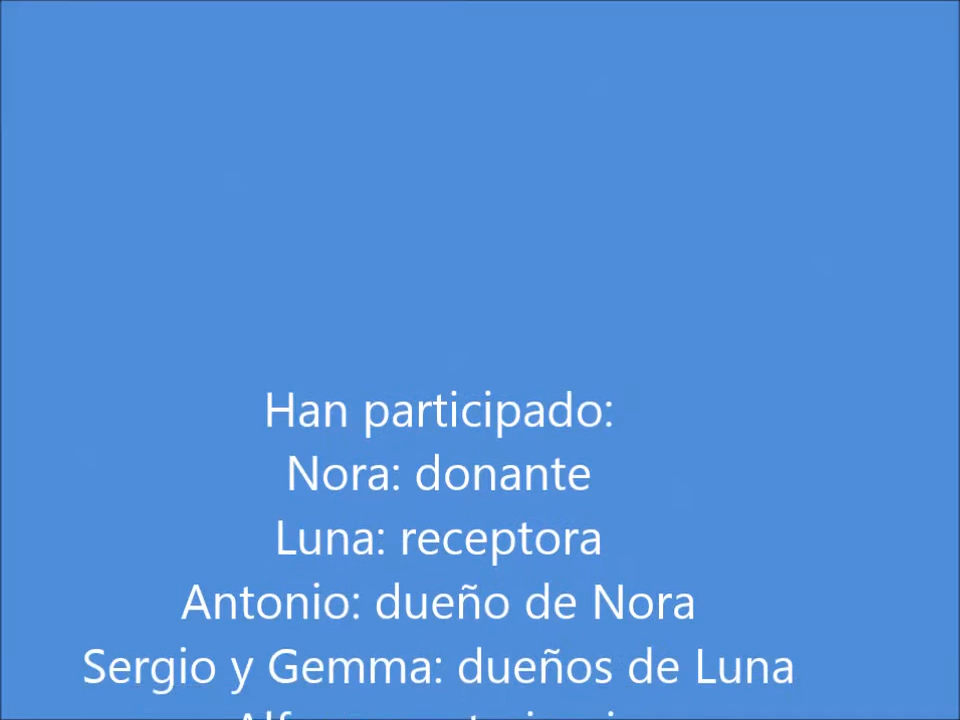 Han participado:
Nora: donante
Luna: receptora
Antonio: dueño de Nora
Sergio y Gemma: dueños de Luna